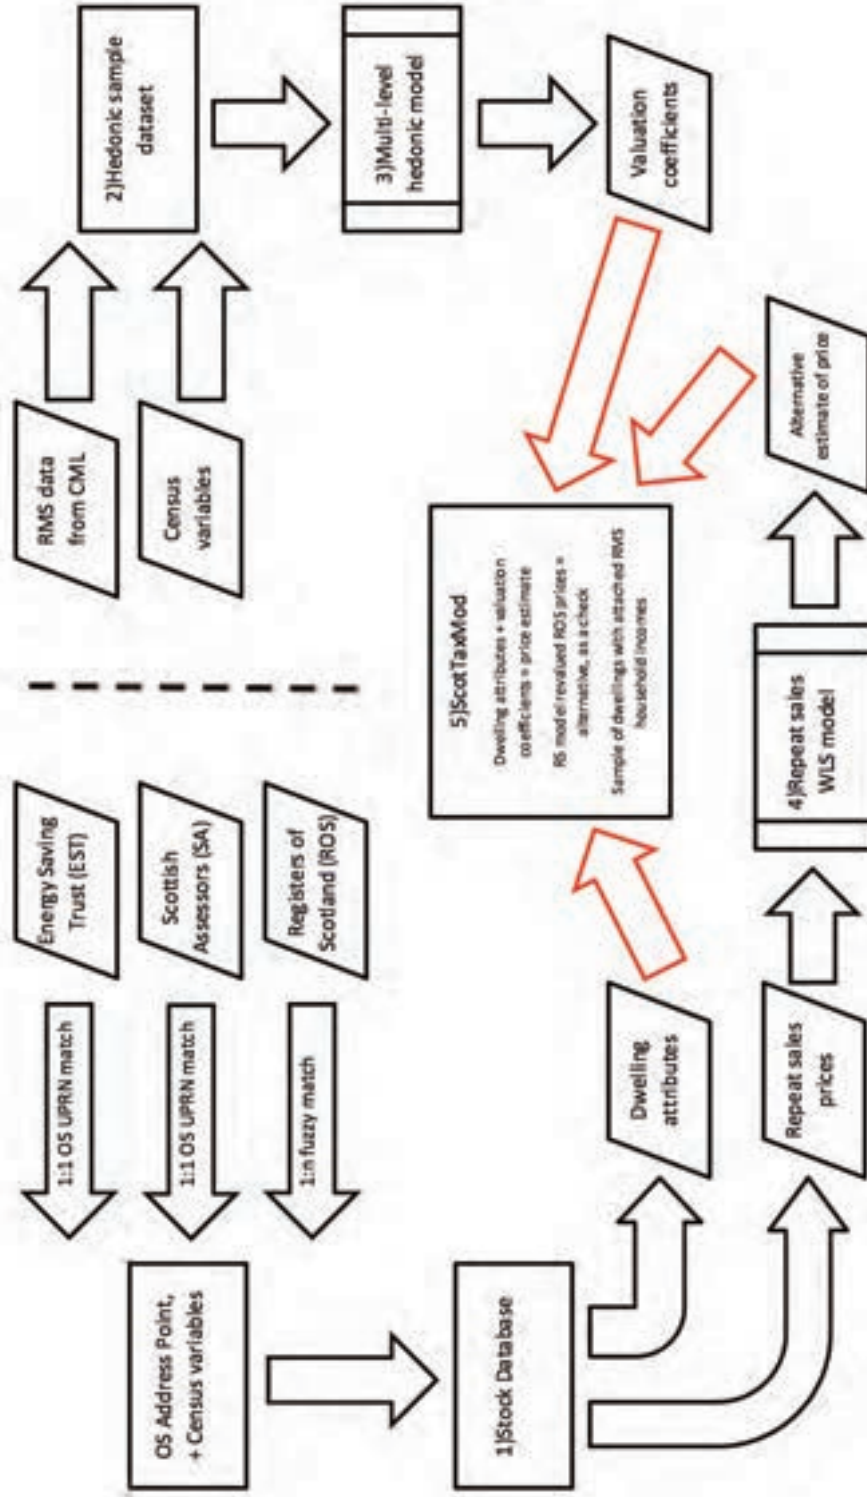 OS Address Point,
+ Census variables
1:1 OS UPRN match
1:1 OS UPRN match
1:n fuzzy match
Energy Saving
Trust (EST)
Scottish
Assessors (SA)
Registers of
Scotland (ROS)
RMS data
from CML
Census
variables
2)Hedonic sample
dataset
3)Multi-level
hedonic model
Valuation
coefficients
1)Stock Database
Dwelling
attributes
Repeat sales
prices
4)Repeat sales
WLS model
Alternative
estimate of price
5)ScotTaxMod
Dwelling attributes + valuation
coefficients = price estimate
RS model revalued ROS prices =
alternative, as a check
Sample of dwellings with attached RMS
household incomes